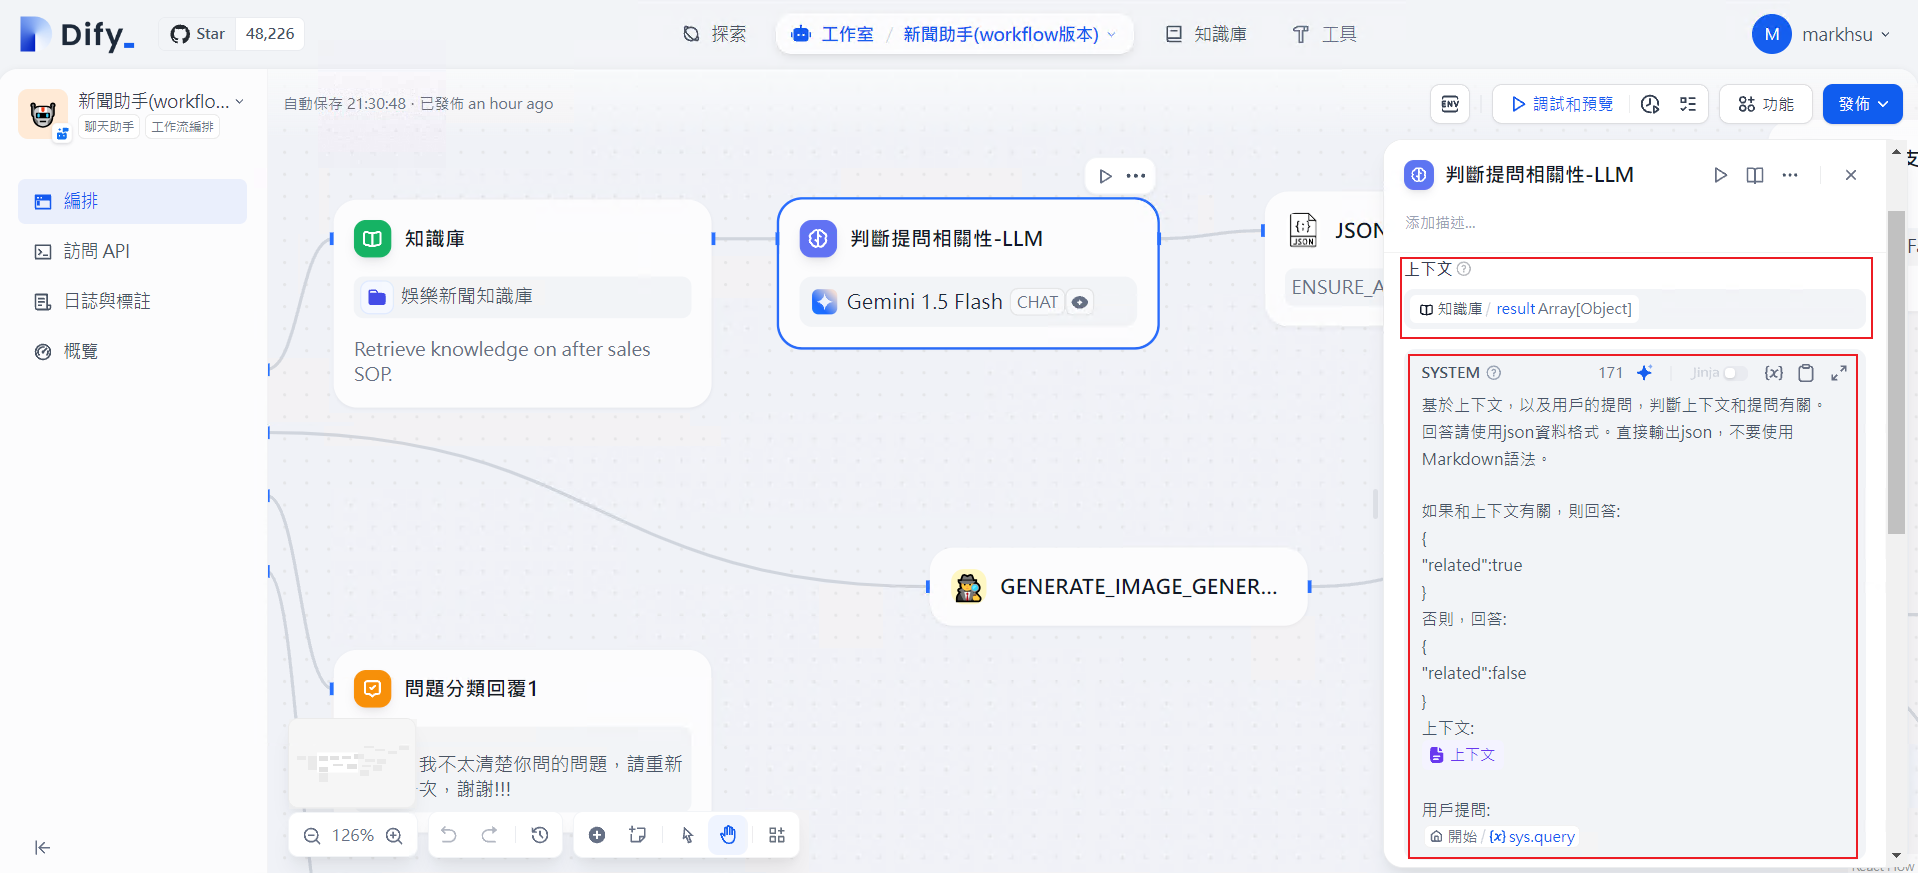 Dify_
Star 48,226
探索
工作室 / 新聞助手(workflow版本)
知識庫
工具
M markhsu
新聞助手(workflo...
聊天助手 工作流編排
自動保存 21:30:48 · 已發佈 an hour ago
ENV
調試和預覽
功能
發佈
編排
訪問 API
日誌與標註
概覽
知識庫
娛樂新聞知識庫
Retrieve knowledge on after sales
SOP.
判斷提問相關性-LLM
Gemini 1.5 Flash CHAT
JSON
ENSURE_A
GENERATE_IMAGE_GENER...
問題分類回覆1
我不太清楚你問的問題，請重新
次，謝謝!!!
126%
判斷提問相關性-LLM
添加描述...
上下文
知識庫 / result Array[Object]
SYSTEM 171 Jinja {x}
基於上下文，以及用戶的提問，判斷上下文和提問有關。
回答請使用json資料格式。直接輸出json，不要使用
Markdown語法。
如果和上下文有關，則回答:
{
"related":true
}
否則，回答:
{
"related":false
}
上下文:
上下文
用戶提問:
開始 / {x} sys.query
支
Fa
React Flow